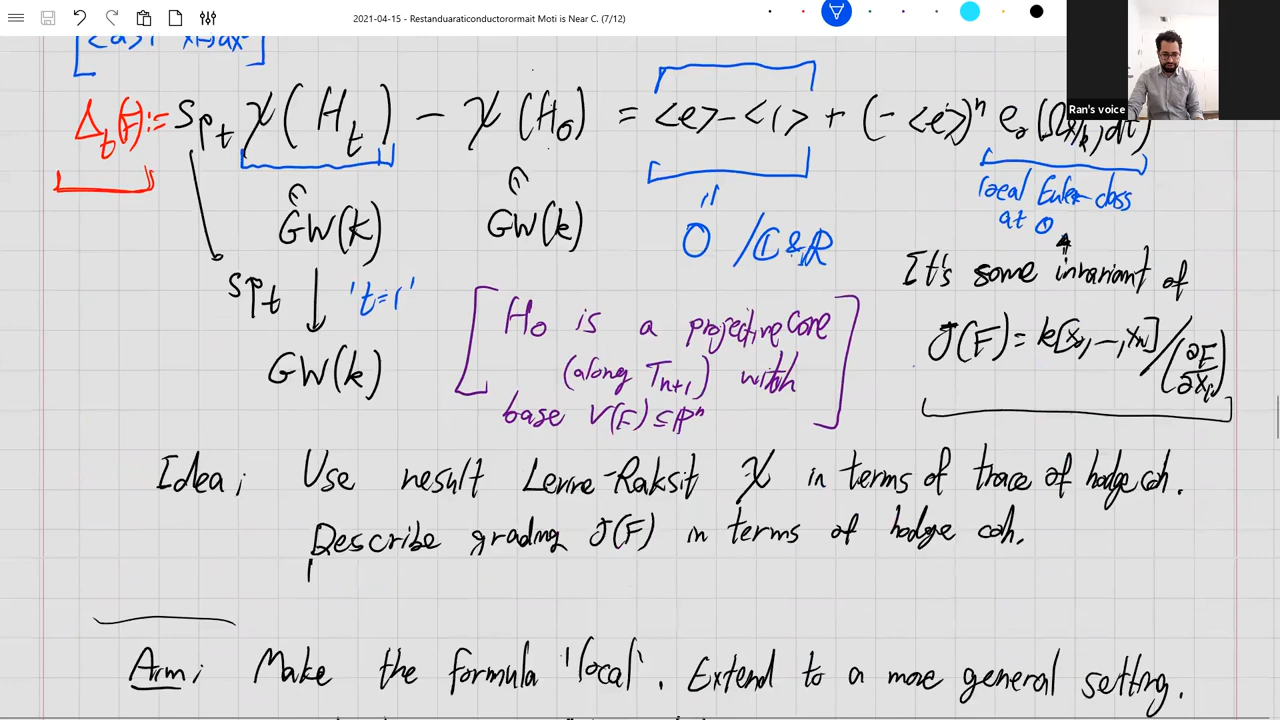 2021-04-15 - Restanduaraticonductorormait Moti is Near C. (7/12)
Ran's voice
Δ_t(F) := sp_t χ(H_t) - χ(H_0) = <e> - <1> + (-<e>)^n e_0(Ω_{X/k}, dt)
GW(k) GW(k)
0 / ℂ & ℝ
local Euler class
at 0
sp_t ↓ 't=1'
GW(k)
It's some invariant of
J(F) = k[x_0, -, x_n] / (∂F/∂x_i)
[H_0 is a projective cone
(along T_{n+1}) with
base V(F) ⊆ ℙ^n]
Idea: Use result Levine-Raksit χ in terms of trace of hodge coh.
Describe grading J(F) in terms of hodge coh.
Aim: Make the formula 'local'. Extend to a more general setting.